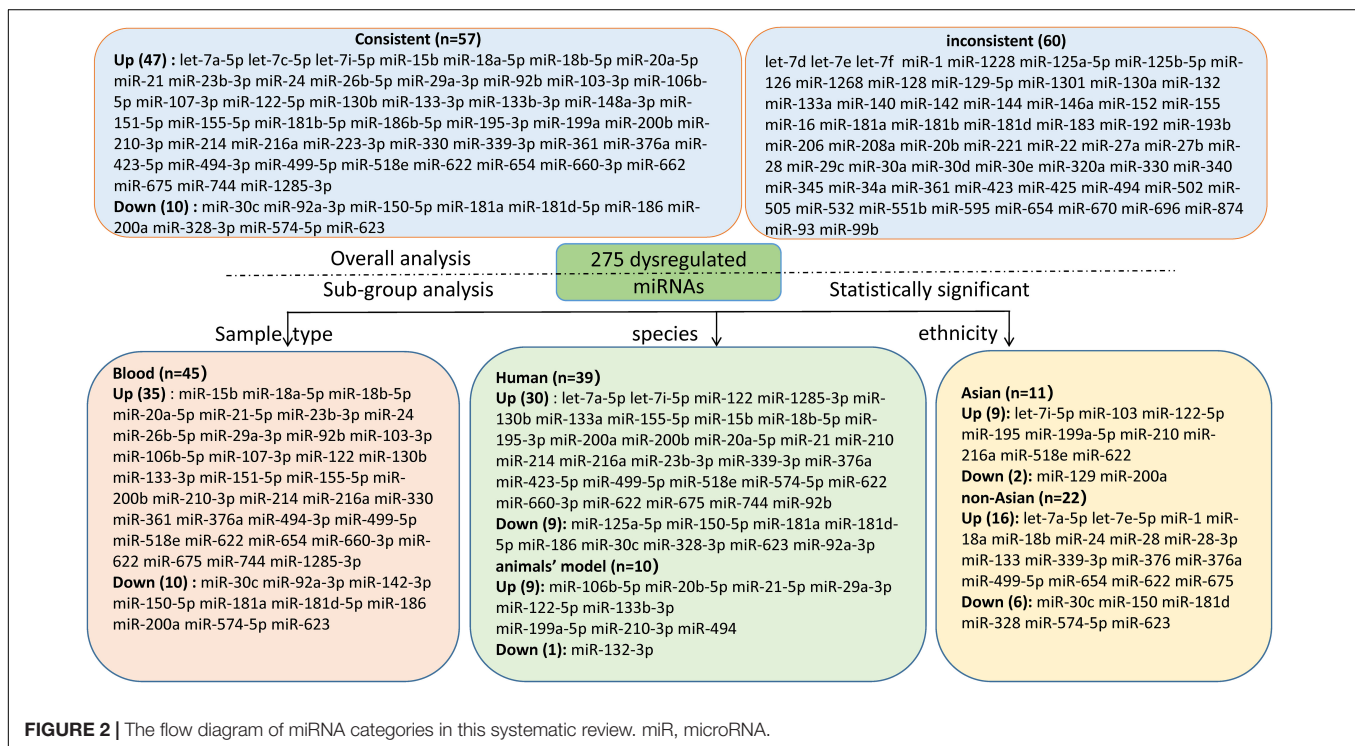 Consistent (n=57)
Up (47) : let-7a-5p let-7c-5p let-7i-5p miR-15b miR-18a-5p miR-18b-5p miR-20a-5p
miR-21 miR-23b-3p miR-24 miR-26b-5p miR-29a-3p miR-92b miR-103-3p miR-106b-
5p miR-107-3p miR-122-5p miR-130b miR-133-3p miR-133b-3p miR-148a-3p miR-
151-5p miR-155-5p miR-181b-5p miR-186b-5p miR-195-3p miR-199a miR-200b miR-
210-3p miR-214 miR-216a miR-223-3p miR-330 miR-339-3p miR-361 miR-376a miR-
423-5p miR-494-3p miR-499-5p miR-518e miR-622 miR-654 miR-660-3p miR-662
miR-675 miR-744 miR-1285-3p
Down (10) : miR-30c miR-92a-3p miR-150-5p miR-181a miR-181d-5p miR-186 miR-
200a miR-328-3p miR-574-5p miR-623
inconsistent (60)
let-7d let-7e let-7f miR-1 miR-1228 miR-125a-5p miR-125b-5p miR-
126 miR-1268 miR-128 miR-129-5p miR-1301 miR-130a miR-132
miR-133a miR-140 miR-142 miR-144 miR-146a miR-152 miR-155
miR-16 miR-181a miR-181b miR-181d miR-183 miR-192 miR-193b
miR-206 miR-208a miR-20b miR-221 miR-22 miR-27a miR-27b miR-
28 miR-29c miR-30a miR-30d miR-30e miR-320a miR-330 miR-340
miR-345 miR-34a miR-361 miR-423 miR-425 miR-494 miR-502 miR-
505 miR-532 miR-551b miR-595 miR-654 miR-670 miR-696 miR-874
miR-93 miR-99b
Overall analysis
275 dysregulated
miRNAs
Sub-group analysis
Statistically significant
Sample type
species
ethnicity
Blood (n=45)
Up (35) : miR-15b miR-18a-5p miR-18b-5p
miR-20a-5p miR-21-5p miR-23b-3p miR-24
miR-26b-5p miR-29a-3p miR-92b miR-103-3p
miR-106b-5p miR-107-3p miR-122 miR-130b
miR-133-3p miR-151-5p miR-155-5p miR-
200b miR-210-3p miR-214 miR-216a miR-330
miR-361 miR-376a miR-494-3p miR-499-5p
miR-518e miR-622 miR-654 miR-660-3p miR-
622 miR-675 miR-744 miR-1285-3p
Down (10) : miR-30c miR-92a-3p miR-142-3p
miR-150-5p miR-181a miR-181d-5p miR-186
miR-200a miR-574-5p miR-623
Human (n=39)
Up (30) : let-7a-5p let-7i-5p miR-122 miR-1285-3p miR-
130b miR-133a miR-155-5p miR-15b miR-18b-5p miR-
195-3p miR-200a miR-200b miR-20a-5p miR-21 miR-210
miR-214 miR-216a miR-23b-3p miR-339-3p miR-376a
miR-423-5p miR-499-5p miR-518e miR-574-5p miR-622
miR-660-3p miR-622 miR-675 miR-744 miR-92b
Down (9): miR-125a-5p miR-150-5p miR-181a miR-181d-
5p miR-186 miR-30c miR-328-3p miR-623 miR-92a-3p
animals’ model (n=10)
Up (9): miR-106b-5p miR-20b-5p miR-21-5p miR-29a-3p
miR-122-5p miR-133b-3p
miR-199a-5p miR-210-3p miR-494
Down (1): miR-132-3p
Asian (n=11)
Up (9): let-7i-5p miR-103 miR-122-5p
miR-195 miR-199a-5p miR-210 miR-
216a miR-518e miR-622
Down (2): miR-129 miR-200a
non-Asian (n=22)
Up (16): let-7a-5p let-7e-5p miR-1 miR-
18a miR-18b miR-24 miR-28 miR-28-3p
miR-133 miR-339-3p miR-376 miR-376a
miR-499-5p miR-654 miR-622 miR-675
Down (6): miR-30c miR-150 miR-181d
miR-328 miR-574-5p miR-623
FIGURE 2 | The flow diagram of miRNA categories in this systematic review. miR, microRNA.